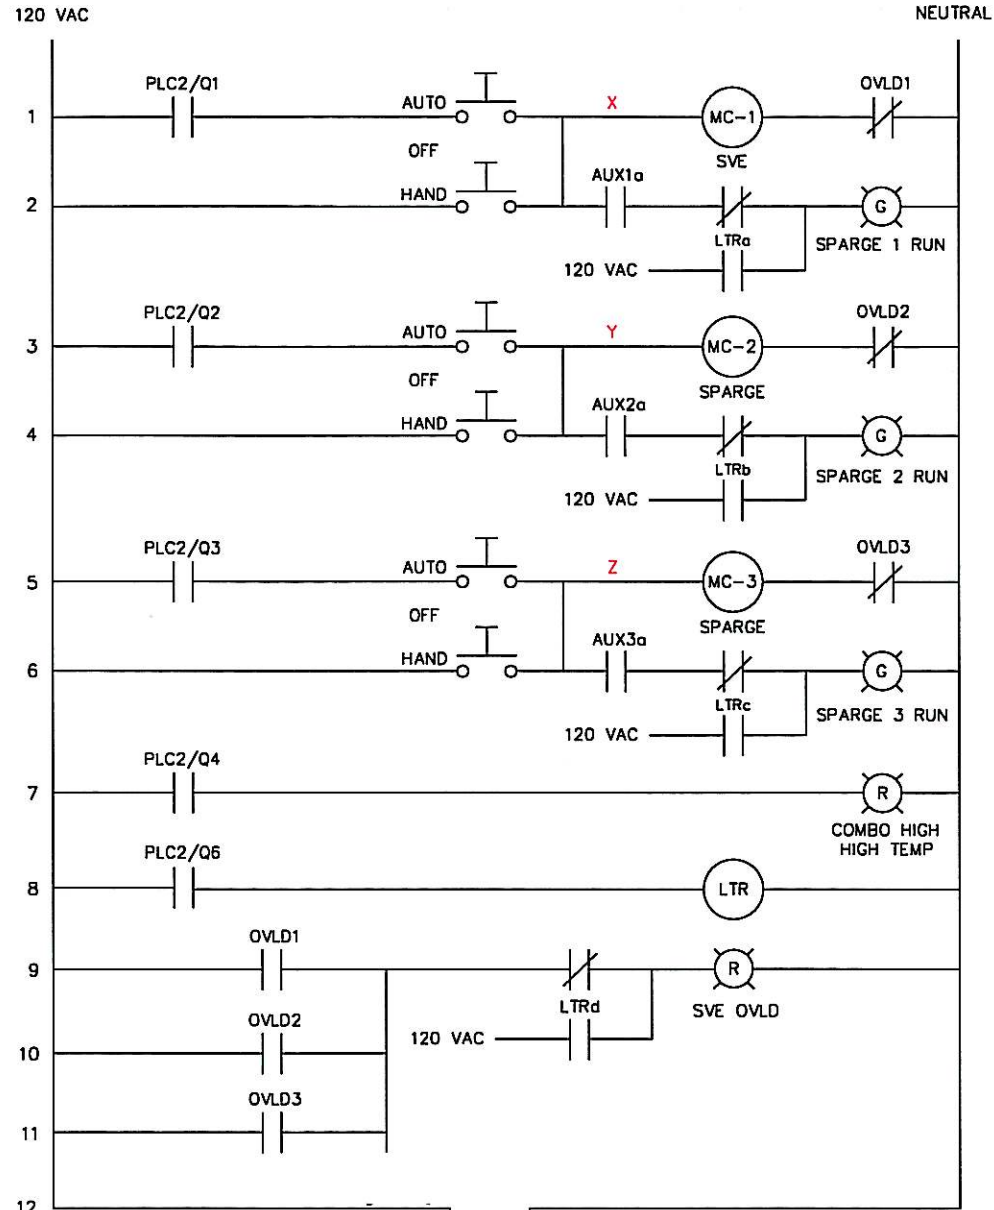 120 VAC
NEUTRAL
PLC2/Q1
OVLD1
1
AUTO
X
MC-1
OFF
SVE
AUX1a
2
HAND
G
LTRa
SPARGE 1 RUN
120 VAC
PLC2/Q2
OVLD2
3
AUTO
Y
MC-2
OFF
SPARGE
AUX2a
4
HAND
G
LTRb
SPARGE 2 RUN
120 VAC
PLC2/Q3
OVLD3
5
AUTO
Z
MC-3
OFF
SPARGE
AUX3a
6
HAND
G
LTRc
SPARGE 3 RUN
120 VAC
PLC2/Q4
7
R
COMBO HIGH
HIGH TEMP
PLC2/Q6
8
LTR
OVLD1
9
R
LTRd
SVE OVLD
OVLD2
10
120 VAC
OVLD3
11
12